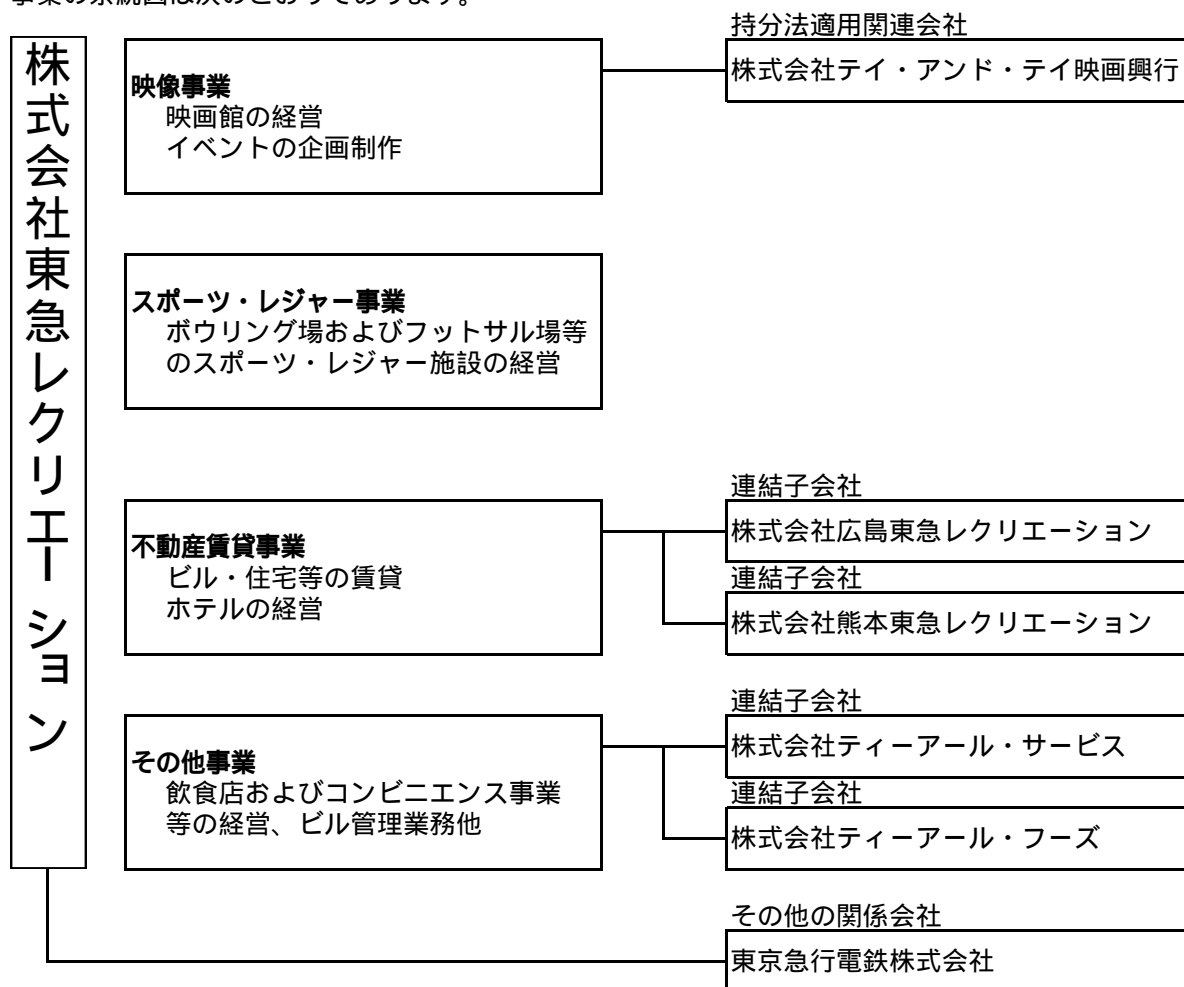 事業の系統図は次のとおりであります。
株式会社東急レクリエーション
映像事業
映画館の経営
イベントの企画制作
持分法適用関連会社
株式会社テイ・アンド・テイ映画興行
スポーツ・レジャー事業
ボウリング場およびフットサル場等
のスポーツ・レジャー施設の経営
不動産賃貸事業
ビル・住宅等の賃貸
ホテルの経営
連結子会社
株式会社広島東急レクリエーション
連結子会社
株式会社熊本東急レクリエーション
その他事業
飲食店およびコンビニエンス事業
等の経営、ビル管理業務他
連結子会社
株式会社ティーアール・サービス
連結子会社
株式会社ティーアール・フーズ
その他の関係会社
東京急行電鉄株式会社